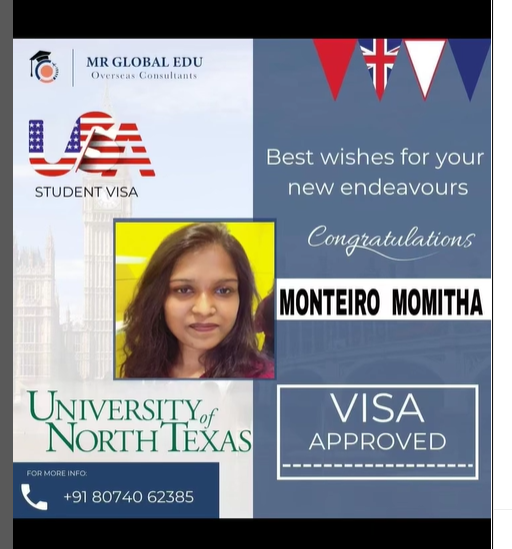 MR GLOBAL EDU
Overseas Consultants
USA
STUDENT VISA
Best wishes for your
new endeavours
Congratulations
MONTEIRO MOMITHA
UNIVERSITY of
NORTH TEXAS
VISA
APPROVED
FOR MORE INFO:
+91 80740 62385